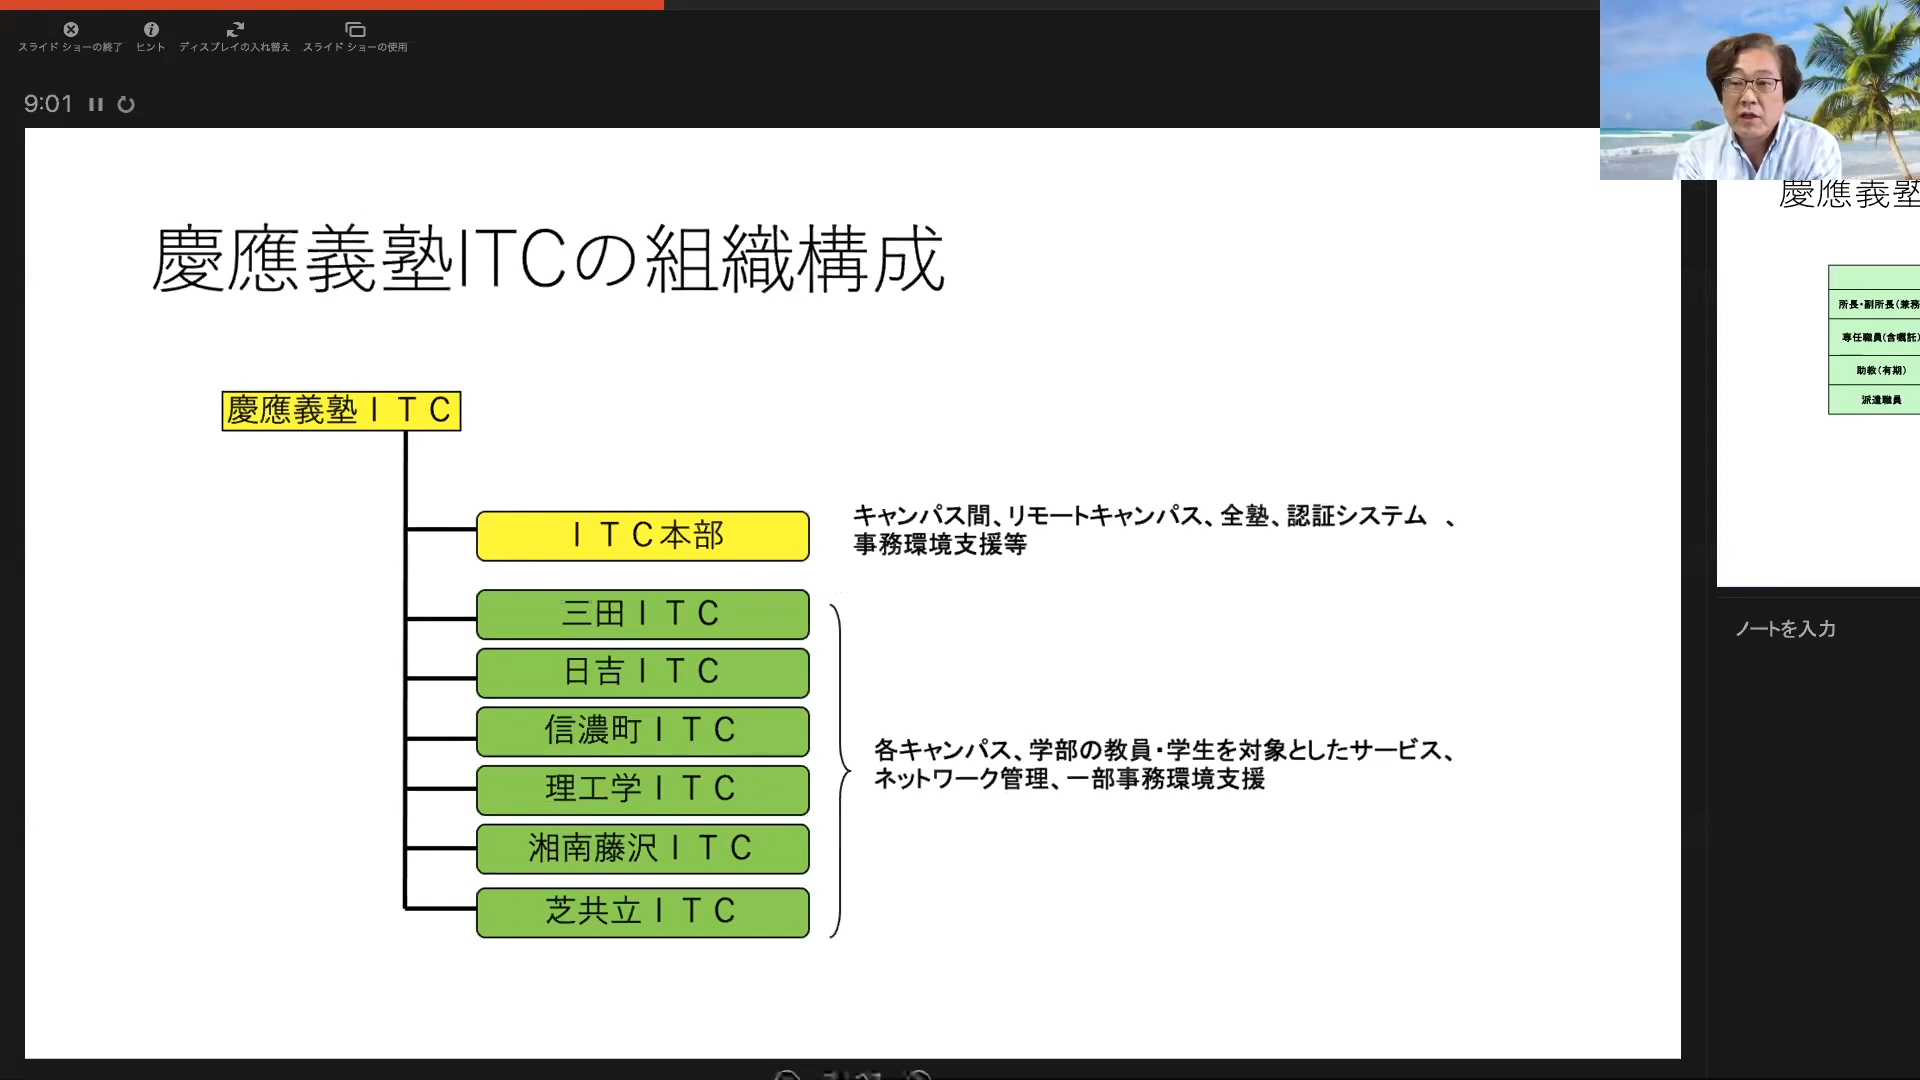 スライド ショーの終了
ヒント
ディスプレイの入れ替え
スライド ショーの使用
9:01
慶應義塾ITCの組織構成
慶應義塾ＩＴＣ
ＩＴＣ本部
キャンパス間、リモートキャンパス、全塾、認証システム　、
事務環境支援等
三田ＩＴＣ
日吉ＩＴＣ
信濃町ＩＴＣ
理工学ＩＴＣ
湘南藤沢ＩＴＣ
芝共立ＩＴＣ
各キャンパス、学部の教員・学生を対象としたサービス、
ネットワーク管理、一部事務環境支援
慶應義塾
所長・副所長（兼務
専任職員（含嘱託）
助教（有期）
派遣職員
ノートを入力